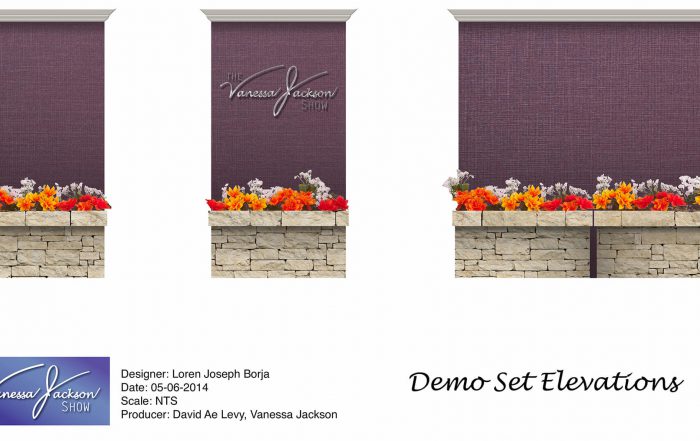 THE
Vanessa Jackson
SHOW
Vanessa Jackson
SHOW
Designer: Loren Joseph Borja
Date: 05-06-2014
Scale: NTS
Producer: David Ae Levy, Vanessa Jackson
Demo Set Elevations